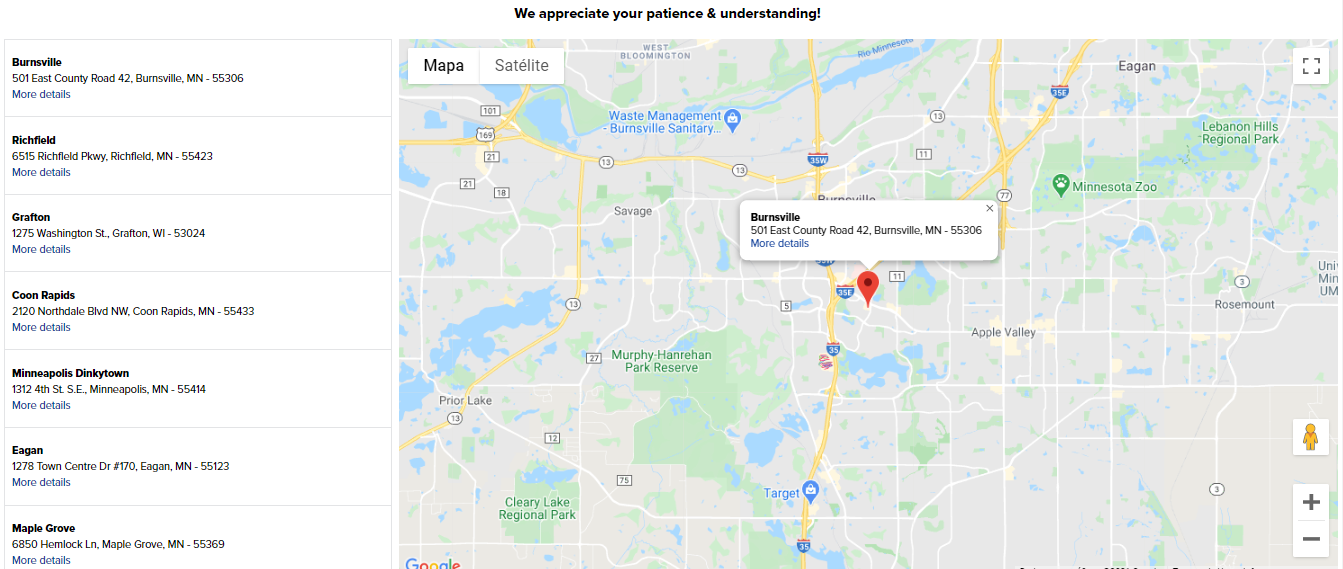 We appreciate your patience & understanding!
Burnsville
501 East County Road 42, Burnsville, MN - 55306
More details
Richfield
6515 Richfield Pkwy, Richfield, MN - 55423
More details
Grafton
1275 Washington St., Grafton, WI - 53024
More details
Coon Rapids
2120 Northdale Blvd NW, Coon Rapids, MN - 55433
More details
Minneapolis Dinkytown
1312 4th St. S.E., Minneapolis, MN - 55414
More details
Eagan
1278 Town Centre Dr #170, Eagan, MN - 55123
More details
Maple Grove
6850 Hemlock Ln, Maple Grove, MN - 55369
More details
Mapa Satélite
WEST
BLOOMINGTON
Rio Minnesota
Eagan
35E
101
Waste Management
- Burnsville Sanitary...
13
Lebanon Hills
Regional Park
169
21
13
13
35W
11
21
18
77
Minnesota Zoo
Savage
Burnsville
Burnsville
501 East County Road 42, Burnsville, MN - 55306
More details
11
35E
5
13
3
Rosemount
Apple Valley
35
27
Murphy-Hanrehan
Park Reserve
Prior Lake
13
12
75
Target
3
Cleary Lake
Regional Park
35
Google